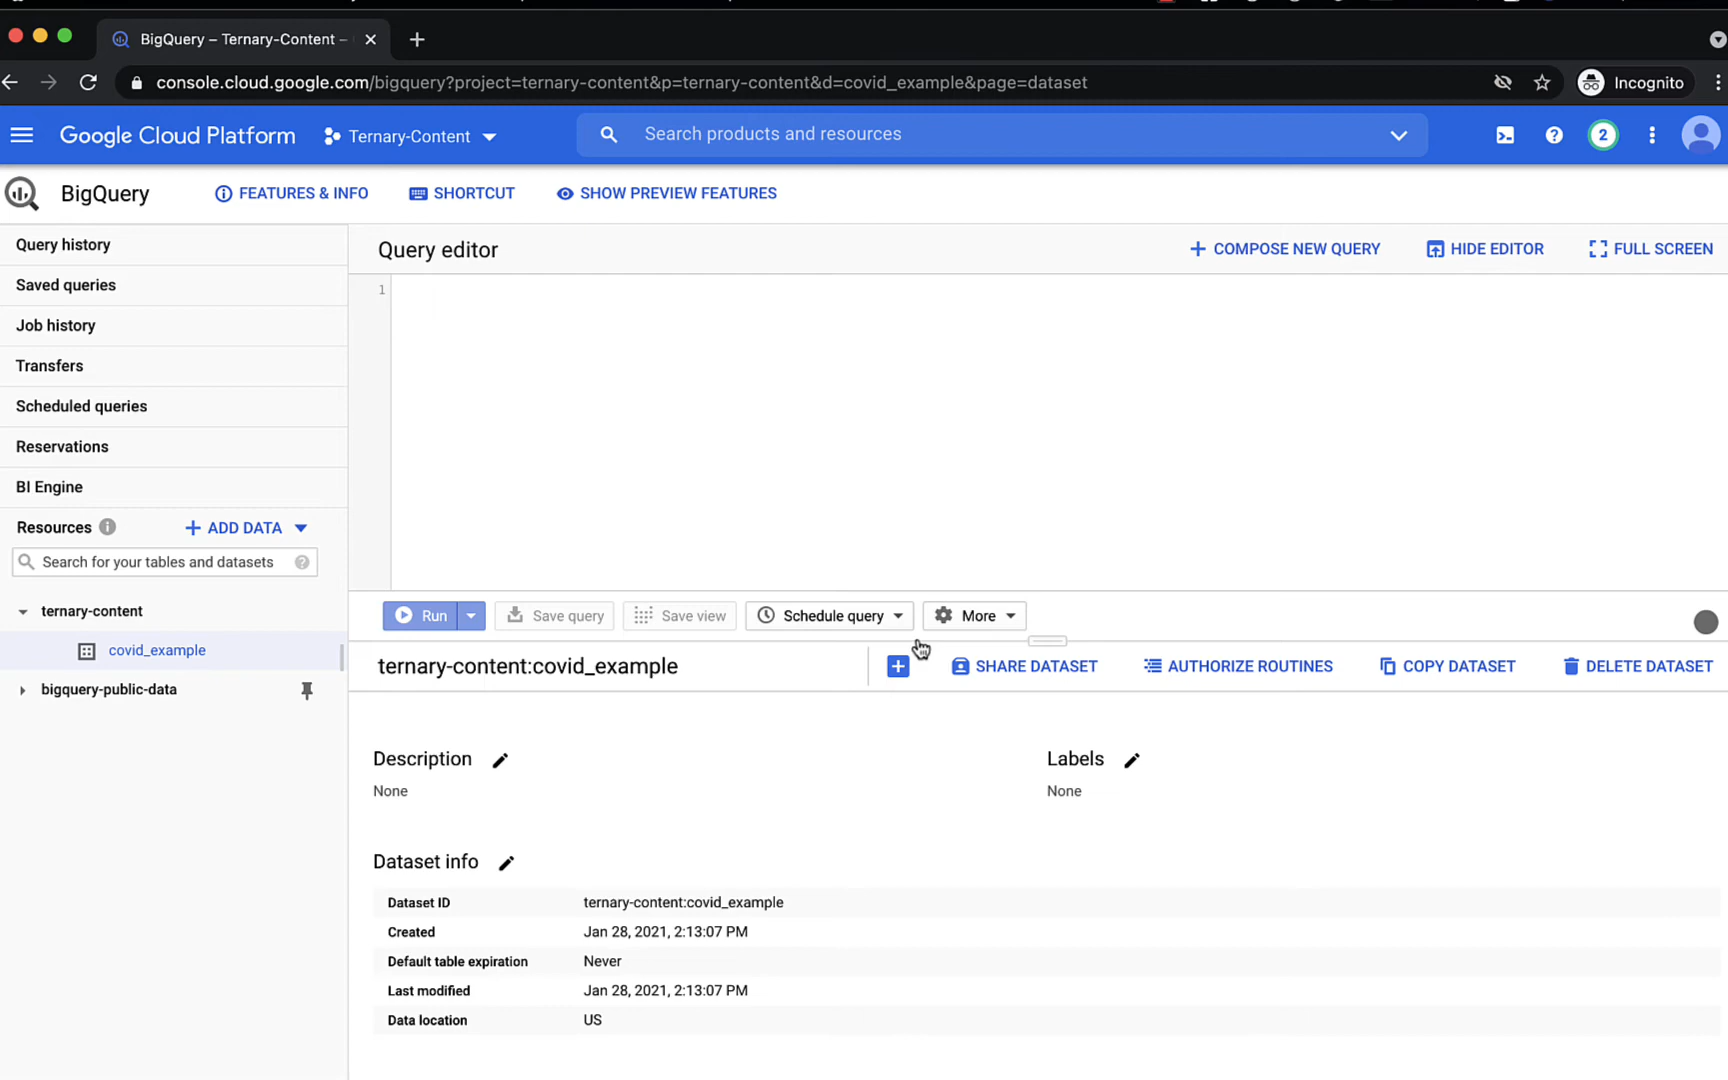 BigQuery – Ternary-Content –
console.cloud.google.com/bigquery?project=ternary-content&p=ternary-content&d=covid_example&page=dataset
Incognito
Google Cloud Platform
Ternary-Content
Search products and resources
2
BigQuery
FEATURES & INFO
SHORTCUT
SHOW PREVIEW FEATURES
Query history
Saved queries
Job history
Transfers
Scheduled queries
Reservations
BI Engine
Resources
ADD DATA
Search for your tables and datasets
ternary-content
covid_example
bigquery-public-data
Query editor
COMPOSE NEW QUERY
HIDE EDITOR
FULL SCREEN
1
Run
Save query
Save view
Schedule query
More
ternary-content:covid_example
SHARE DATASET
AUTHORIZE ROUTINES
COPY DATASET
DELETE DATASET
Description
None
Labels
None
Dataset info
Dataset ID ternary-content:covid_example
Created Jan 28, 2021, 2:13:07 PM
Default table expiration Never
Last modified Jan 28, 2021, 2:13:07 PM
Data location US